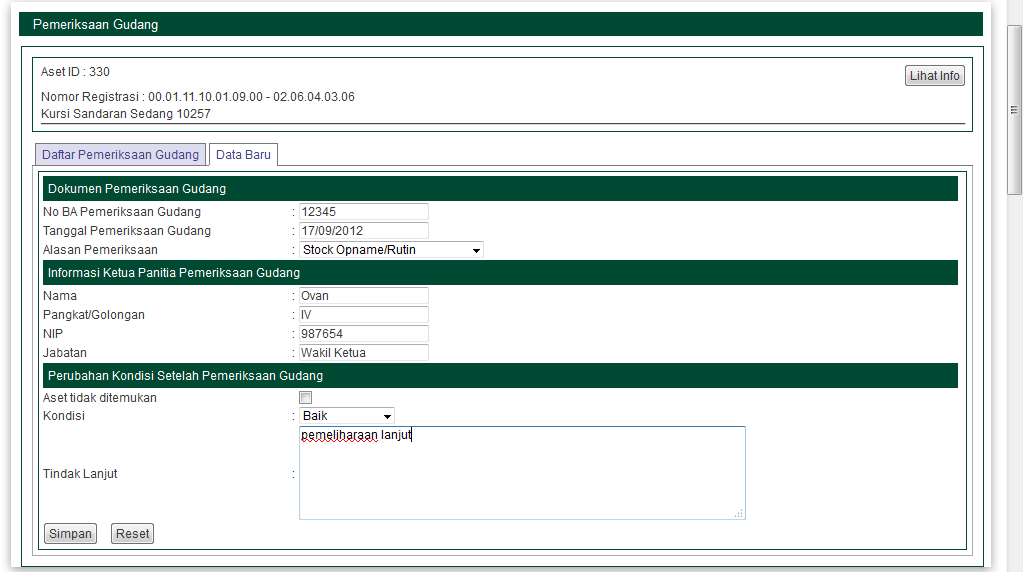 Pemeriksaan Gudang
Aset ID : 330
Lihat Info
Nomor Registrasi : 00.01.11.10.01.09.00 - 02.06.04.03.06
Kursi Sandaran Sedang 10257
Daftar Pemeriksaan Gudang Data Baru
Dokumen Pemeriksaan Gudang
No BA Pemeriksaan Gudang : 12345
Tanggal Pemeriksaan Gudang : 17/09/2012
Alasan Pemeriksaan : Stock Opname/Rutin
Informasi Ketua Panitia Pemeriksaan Gudang
Nama : Ovan
Pangkat/Golongan : IV
NIP : 987654
Jabatan : Wakil Ketua
Perubahan Kondisi Setelah Pemeriksaan Gudang
Aset tidak ditemukan
Kondisi : Baik
pemeliharaan lanjut
Tindak Lanjut :
Simpan Reset